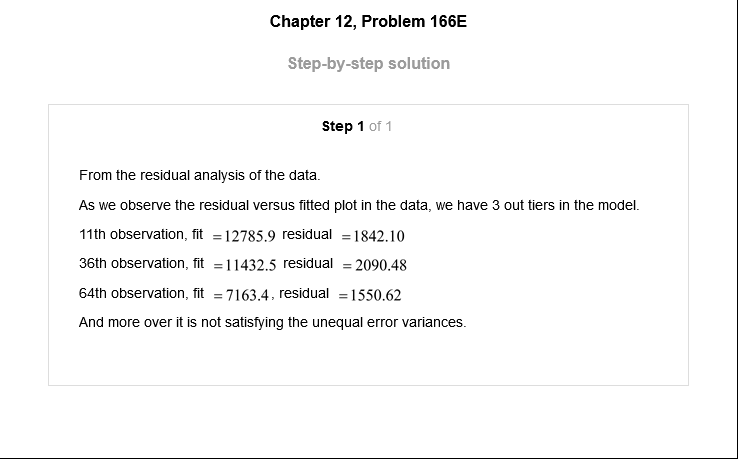 Chapter 12, Problem 166E
Step-by-step solution
Step 1 of 1
From the residual analysis of the data.
As we observe the residual versus fitted plot in the data, we have 3 out tiers in the model.
11th observation, fit =12785.9 residual =1842.10
36th observation, fit =11432.5 residual =2090.48
64th observation, fit =7163.4, residual =1550.62
And more over it is not satisfying the unequal error variances.